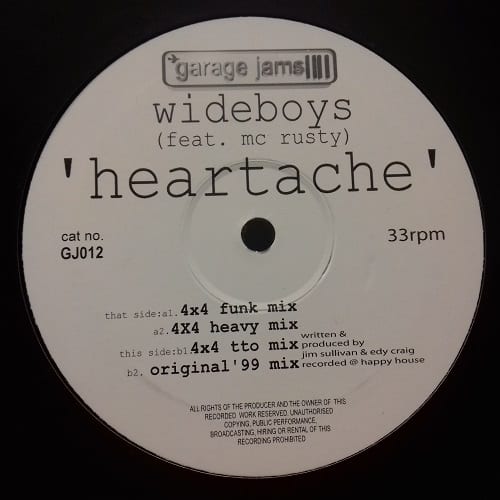 garage jams
wideboys
(feat. mc rusty)
'heartache'
cat no.
GJ012
33rpm
that side:a1.4x4 funk mix
a2.4X4 heavy mix
this side:b1.4x4 tto mix
b2. original'99 mix
written &
produced by
jim sullivan & edy craig
recorded @ happy house
ALL RIGHTS OF THE PRODUCER AND THE OWNER OF THIS
RECORDED WORK RESERVED, UNAUTHORISED
COPYING, PUBLIC PERFORMANCE,
BROADCASTING, HIRING OR RENTAL OF THIS
RECORDING PROHIBITED